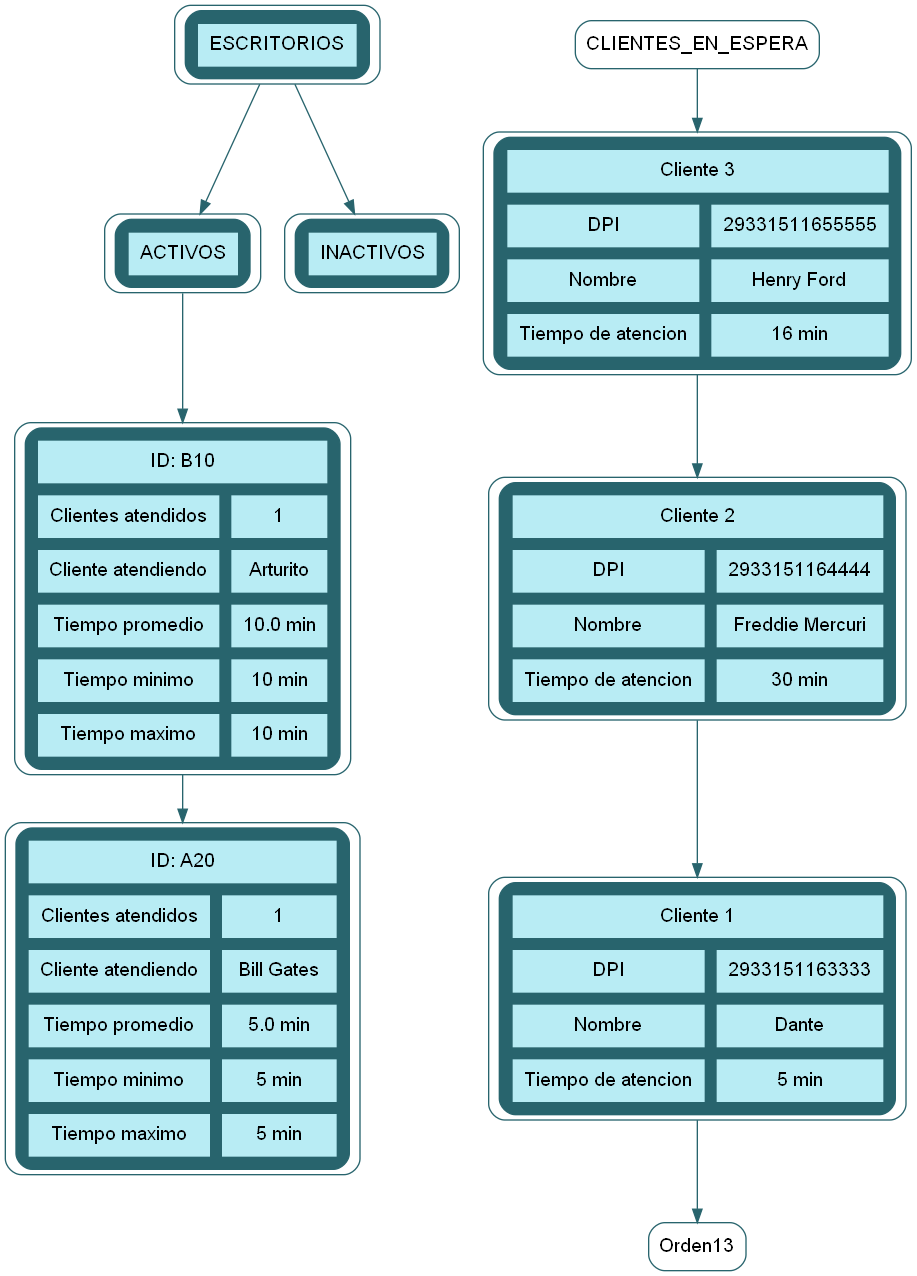 ESCRITORIOS
ACTIVOS
INACTIVOS
ID: B10
Clientes atendidos 1
Cliente atendiendo Arturito
Tiempo promedio 10.0 min
Tiempo minimo 10 min
Tiempo maximo 10 min
ID: A20
Clientes atendidos 1
Cliente atendiendo Bill Gates
Tiempo promedio 5.0 min
Tiempo minimo 5 min
Tiempo maximo 5 min
CLIENTES_EN_ESPERA
Cliente 3
DPI 29331511655555
Nombre Henry Ford
Tiempo de atencion 16 min
Cliente 2
DPI 2933151164444
Nombre Freddie Mercuri
Tiempo de atencion 30 min
Cliente 1
DPI 2933151163333
Nombre Dante
Tiempo de atencion 5 min
Orden13